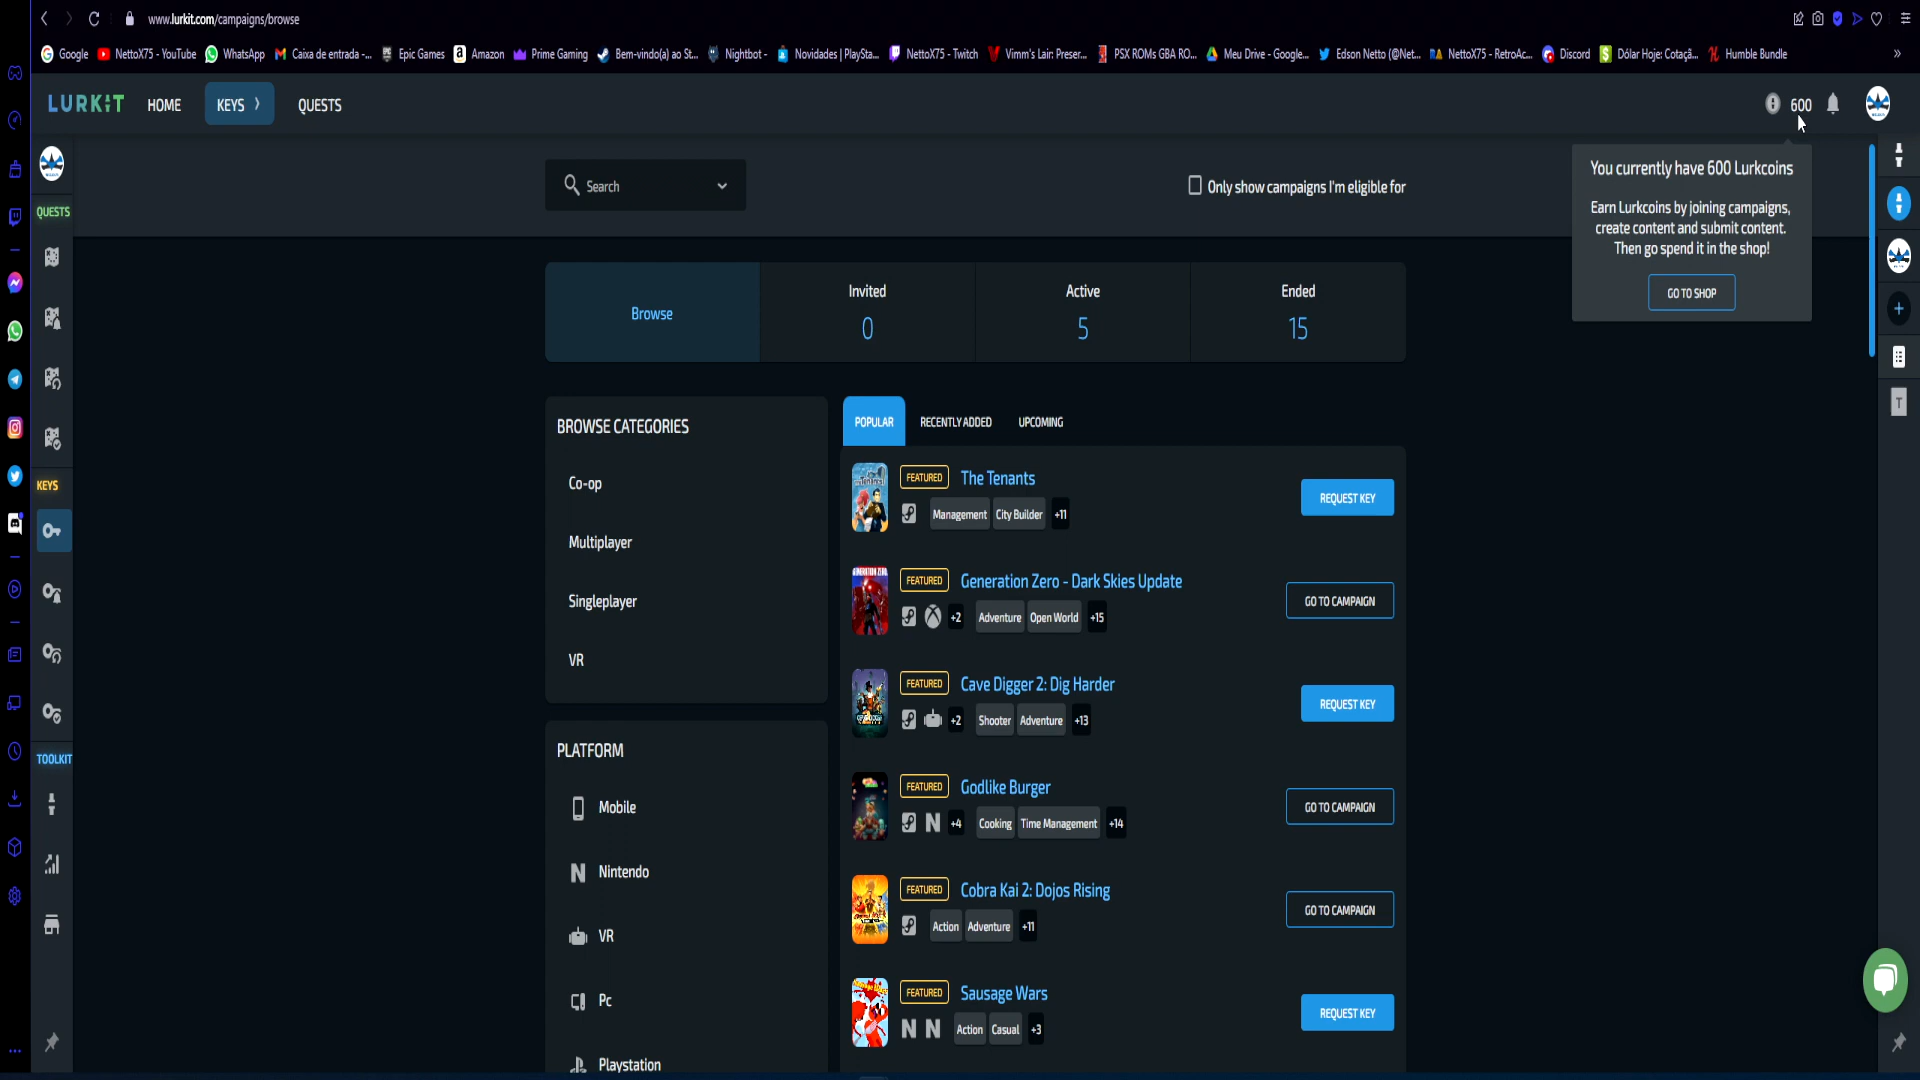 www.lurkit.com/campaigns/browse
Google NettoX75 - YouTube WhatsApp Caixa de entrada -... Epic Games Amazon Prime Gaming Bem-vindo(a) ao St... Nightbot - Novidades | PlaySta... NettoX75 - Twitch Vimm's Lair: Preser... PSX ROMs GBA RO... Meu Drive - Google... Edson Netto (@Net... NettoX75 - RetroAc... Discord Dólar Hoje: Cotaçã... Humble Bundle »
LURKIT HOME KEYS QUESTS 600
You currently have 600 Lurkcoins
Earn Lurkcoins by joining campaigns,
create content and submit content.
Then go spend it in the shop!
GO TO SHOP
Search
Only show campaigns I'm eligible for
QUESTS
KEYS
TOOLKIT
Browse
Invited
0
Active
5
Ended
15
BROWSE CATEGORIES
Co-op
Multiplayer
Singleplayer
VR
PLATFORM
Mobile
Nintendo
VR
Pc
Playstation
POPULAR RECENTLY ADDED UPCOMING
FEATURED The Tenants
Management City Builder +11
REQUEST KEY
FEATURED Generation Zero - Dark Skies Update
+2 Adventure Open World +15
GO TO CAMPAIGN
FEATURED Cave Digger 2: Dig Harder
+2 Shooter Adventure +13
REQUEST KEY
FEATURED Godlike Burger
+4 Cooking Time Management +14
GO TO CAMPAIGN
FEATURED Cobra Kai 2: Dojos Rising
Action Adventure +11
GO TO CAMPAIGN
FEATURED Sausage Wars
Action Casual +3
REQUEST KEY
T